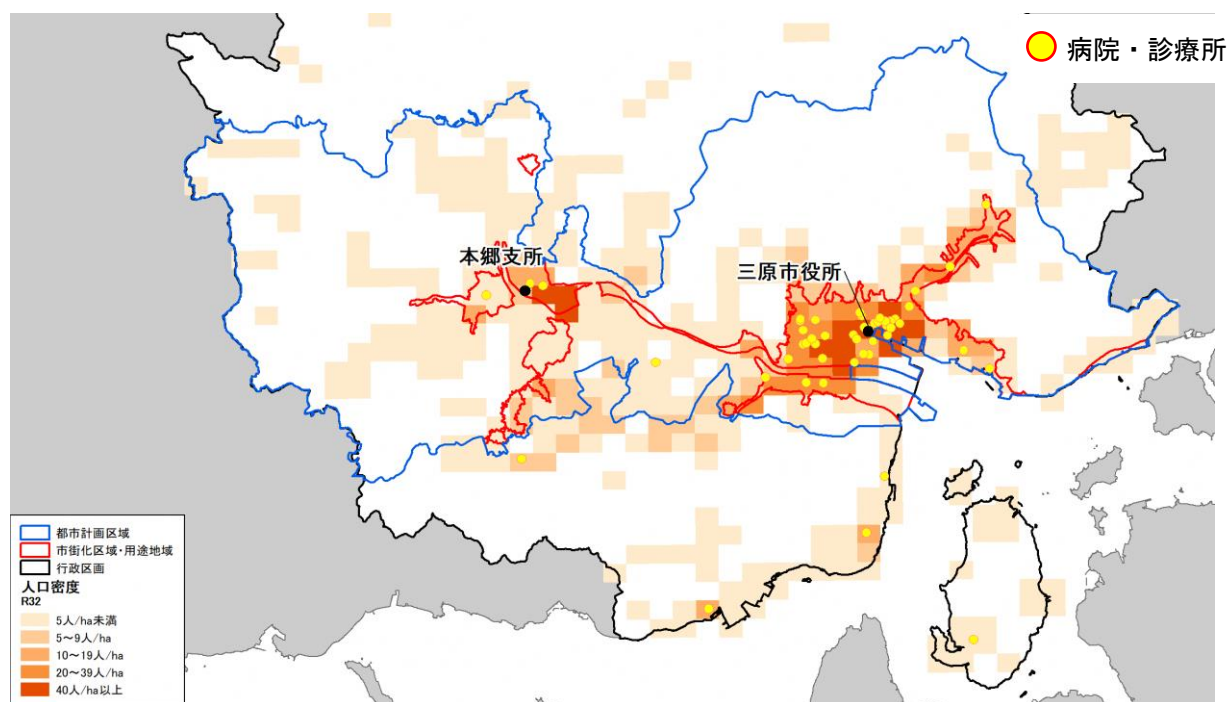 病院・診療所
本郷支所
三原市役所
都市計画区域
市街化区域・用途地域
行政区画
人口密度
R32
5人/ha未満
5~9人/ha
10~19人/ha
20~39人/ha
40人/ha以上